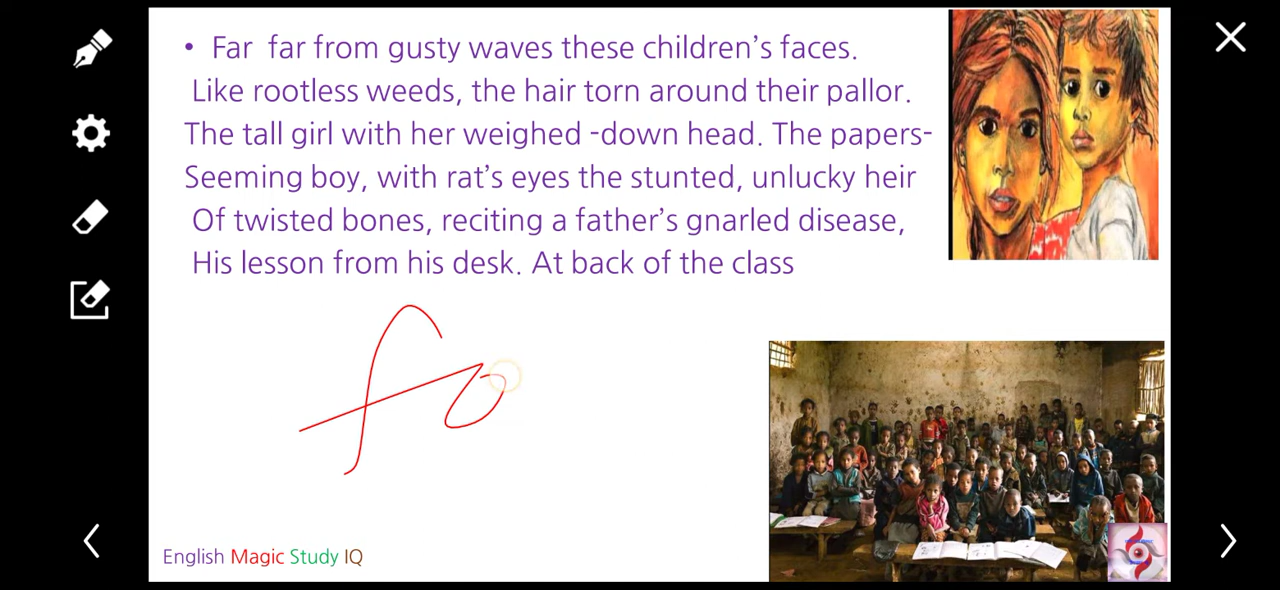 • Far far from gusty waves these children's faces.
Like rootless weeds, the hair torn around their pallor.
The tall girl with her weighed -down head. The papers-
Seeming boy, with rat's eyes the stunted, unlucky heir
Of twisted bones, reciting a father's gnarled disease,
His lesson from his desk. At back of the class
fo
English Magic Study IQ